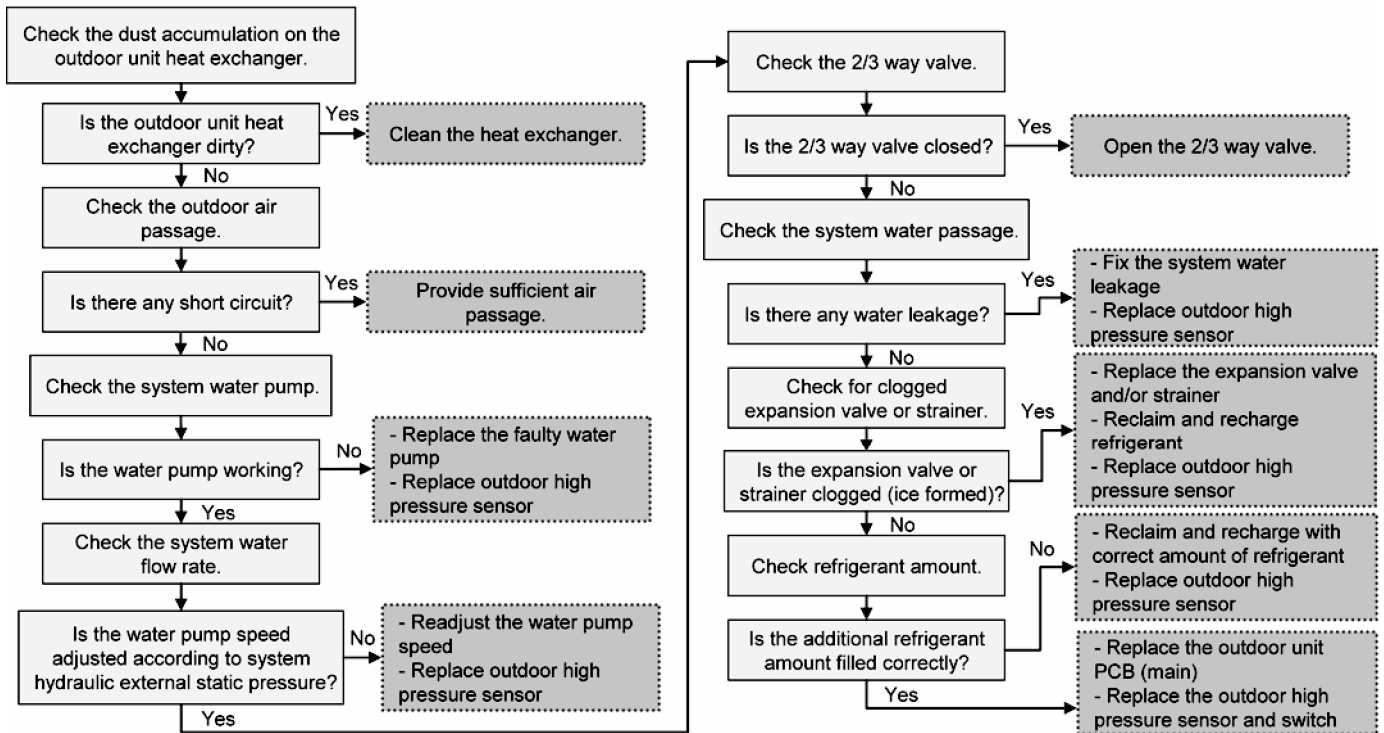 Check the dust accumulation on the
outdoor unit heat exchanger.
Is the outdoor unit heat
exchanger dirty?
Yes
Clean the heat exchanger.
No
Check the outdoor air
passage.
Is there any short circuit?
Yes
Provide sufficient air
passage.
No
Check the system water pump.
Is the water pump working?
No
- Replace the faulty water
pump
- Replace outdoor high
pressure sensor
Yes
Check the system water
flow rate.
Is the water pump speed
adjusted according to system
hydraulic external static pressure?
No
- Readjust the water pump
speed
- Replace outdoor high
pressure sensor
Yes
Check the 2/3 way valve.
Is the 2/3 way valve closed?
Yes
Open the 2/3 way valve.
No
Check the system water passage.
Is there any water leakage?
Yes
- Fix the system water
leakage
- Replace outdoor high
pressure sensor
No
Check for clogged
expansion valve or strainer.
Is the expansion valve or
strainer clogged (ice formed)?
Yes
- Replace the expansion valve
and/or strainer
- Reclaim and recharge
refrigerant
- Replace outdoor high
pressure sensor
No
Check refrigerant amount.
Is the additional refrigerant
amount filled correctly?
No
- Reclaim and recharge with
correct amount of refrigerant
- Replace outdoor high
pressure sensor
Yes
- Replace the outdoor unit
PCB (main)
- Replace the outdoor high
pressure sensor and switch